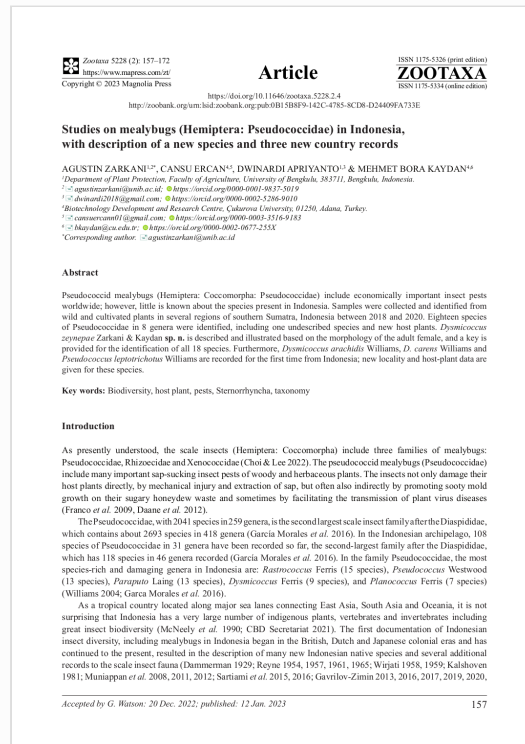 Zootaxa 5228 (2): 157–172
https://www.mapress.com/zt/
Copyright © 2023 Magnolia Press
Article
ISSN 1175-5326 (print edition)
ZOOTAXA
ISSN 1175-5334 (online edition)
https://doi.org/10.11646/zootaxa.5228.2.4
http://zoobank.org/urn:lsid:zoobank.org:pub:0B15B8F9-142C-4785-8CD8-D24409FA733E
Studies on mealybugs (Hemiptera: Pseudococcidae) in Indonesia,
with description of a new species and three new country records
AGUSTIN ZARKANI1,2*, CANSU ERCAN4,5, DWINARDI APRIYANTO1,3 & MEHMET BORA KAYDAN4,6
1Department of Plant Protection, Faculty of Agriculture, University of Bengkulu, 383711, Bengkulu, Indonesia.
2 agustinzarkani@unib.ac.id; https://orcid.org/0000-0001-9837-5019
3 dwinardi2018@gmail.com; https://orcid.org/0000-0002-5286-9010
4Biotechnology Development and Research Centre, Çukurova University, 01250, Adana, Turkey.
5 cansuercann01@gmail.com; https://orcid.org/0000-0003-3516-9183
6 bkaydan@cu.edu.tr; https://orcid.org/0000-0002-0677-255X
*Corresponding author. agustinzarkani@unib.ac.id
Abstract
Pseudococcid mealybugs (Hemiptera: Coccomorpha: Pseudococcidae) include economically important insect pests
worldwide; however, little is known about the species present in Indonesia. Samples were collected and identified from
wild and cultivated plants in several regions of southern Sumatra, Indonesia between 2018 and 2020. Eighteen species
of Pseudococcidae in 8 genera were identified, including one undescribed species and new host plants. Dysmicoccus
zeynepae Zarkani & Kaydan sp. n. is described and illustrated based on the morphology of the adult female, and a key is
provided for the identification of all 18 species. Furthermore, Dysmicoccus arachidis Williams, D. carens Williams and
Pseudococcus leptotrichotus Williams are recorded for the first time from Indonesia; new locality and host-plant data are
given for these species.
Key words: Biodiversity, host plant, pests, Sternorrhyncha, taxonomy
Introduction
As presently understood, the scale insects (Hemiptera: Coccomorpha) include three families of mealybugs:
Pseudococcidae, Rhizoecidae and Xenococcidae (Choi & Lee 2022). The pseudococcid mealybugs (Pseudococcidae)
include many important sap-sucking insect pests of woody and herbaceous plants. The insects not only damage their
host plants directly, by mechanical injury and extraction of sap, but often also indirectly by promoting sooty mold
growth on their sugary honeydew waste and sometimes by facilitating the transmission of plant virus diseases
(Franco et al. 2009, Daane et al. 2012).
The Pseudococcidae, with 2041 species in 259 genera, is the second largest scale insect family after the Diaspididae,
which contains about 2693 species in 418 genera (García Morales et al. 2016). In the Indonesian archipelago, 108
species of Pseudococcidae in 31 genera have been recorded so far, the second-largest family after the Diaspididae,
which has 118 species in 46 genera recorded (García Morales et al. 2016). In the family Pseudococcidae, the most
species-rich and damaging genera in Indonesia are: Rastrococcus Ferris (15 species), Pseudococcus Westwood
(13 species), Paraputo Laing (13 species), Dysmicoccus Ferris (9 species), and Planococcus Ferris (7 species)
(Williams 2004; Garca Morales et al. 2016).
As a tropical country located along major sea lanes connecting East Asia, South Asia and Oceania, it is not
surprising that Indonesia has a very large number of indigenous plants, vertebrates and invertebrates including
great insect biodiversity (McNeely et al. 1990; CBD Secretariat 2021). The first documentation of Indonesian
insect diversity, including mealybugs in Indonesia began in the British, Dutch and Japanese colonial eras and has
continued to the present, resulted in the description of many new Indonesian native species and several additional
records to the scale insect fauna (Dammerman 1929; Reyne 1954, 1957, 1961, 1965; Wirjati 1958, 1959; Kalshoven
1981; Muniappan et al. 2008, 2011, 2012; Sartiami et al. 2015, 2016; Gavrilov-Zimin 2013, 2016, 2017, 2019, 2020,
Accepted by G. Watson: 20 Dec. 2022; published: 12 Jan. 2023
157